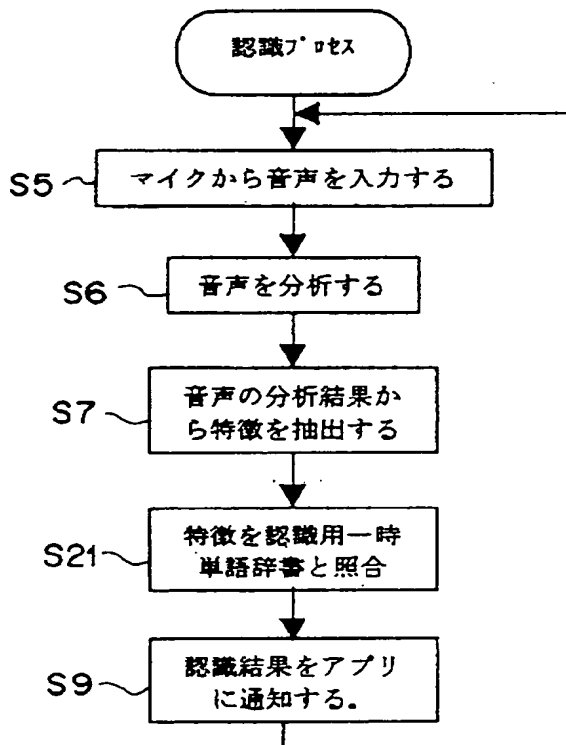 認識プロセス
S5
マイクから音声を入力する
S6
音声を分析する
S7
音声の分析結果か
ら特徴を抽出する
S21
特徴を認識用一時
単語辞書と照合
S9
認識結果をアプリ
に通知する。